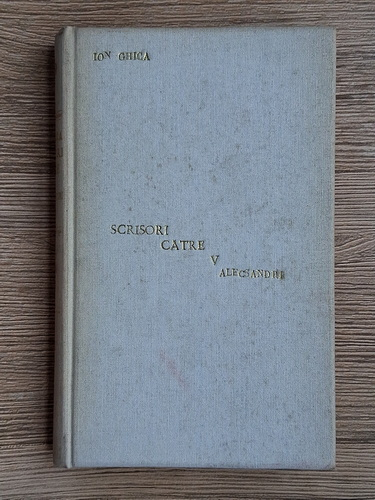 ION GHICA
SCRISORI
CATRE
V
ALECSANDRI